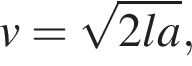 v = √2la,